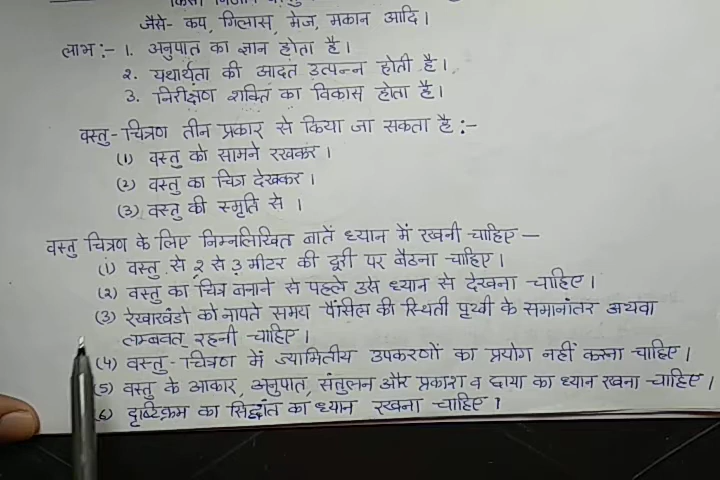 जैसे- कप, गिलास, मेज, मकान आदि।
लाभ:- 1. अनुपात का ज्ञान होता है।
2. यथार्थता की आदत उत्पन्न होती है।
3. निरीक्षण शक्ति का विकास होता है।
वस्तु-चित्रण तीन प्रकार से किया जा सकता है:-
(1) वस्तु को सामने रखकर।
(2) वस्तु का चित्र देखकर।
(3) वस्तु की स्मृति से।
वस्तु चित्रण के लिए निम्नलिखित बातें ध्यान में रखनी चाहिए—
(1) वस्तु से 2 से 3 मीटर की दूरी पर बैठना चाहिए।
(2) वस्तु का चित्र बनाने से पहले उसे ध्यान से देखना चाहिए।
(3) रेखाखंडो को नापते समय पैंसिल की स्थिती पृथ्वी के समानांतर अथवा
लम्बवत् रहनी चाहिए।
(4) वस्तु-चित्रण में ज्यामितीय उपकरणों का प्रयोग नहीं करना चाहिए।
(5) वस्तु के आकार, अनुपात, संतुलन और प्रकाश व छाया का ध्यान रखना चाहिए।
(6) दृष्टिक्रम का सिद्धांत का ध्यान रखना चाहिए।